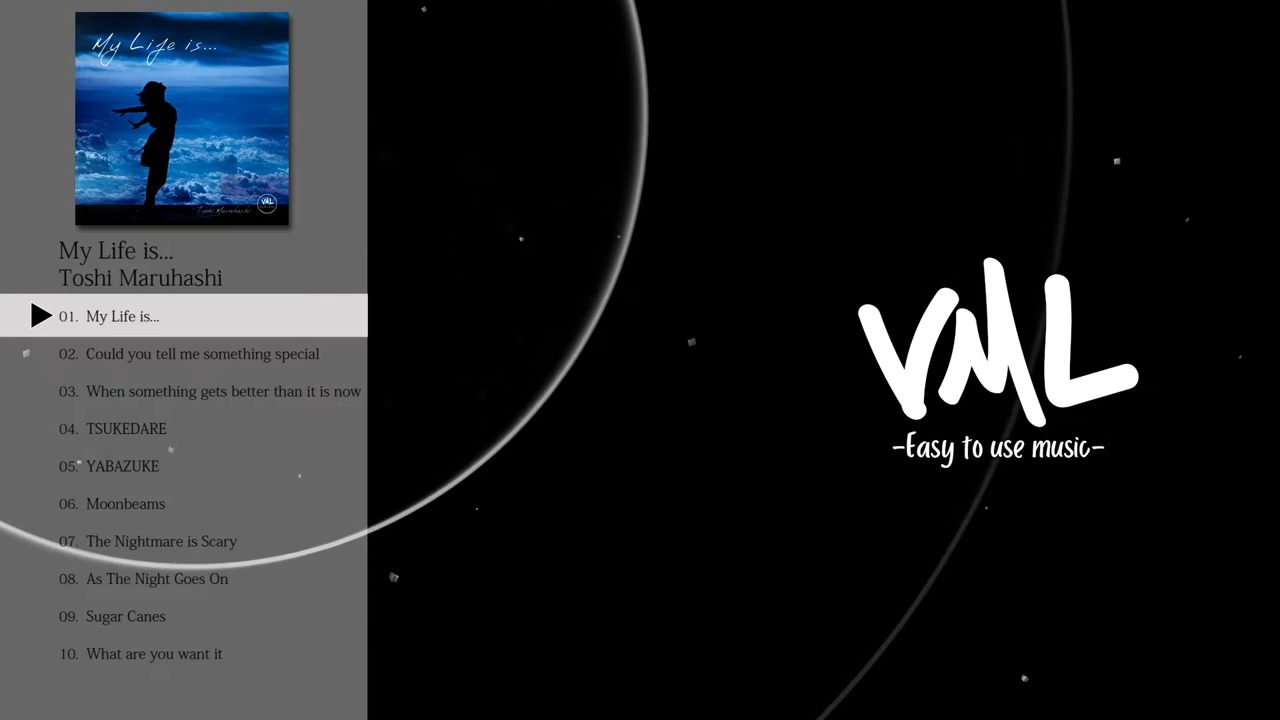 My Life is...
Toshi Maruhashi
VML
My Life is...
Toshi Maruhashi
01. My Life is...
02. Could you tell me something special
03. When something gets better than it is now
04. TSUKEDARE
05. YABAZUKE
06. Moonbeams
07. The Nightmare is Scary
08. As The Night Goes On
09. Sugar Canes
10. What are you want it
VML
-Easy to use music-